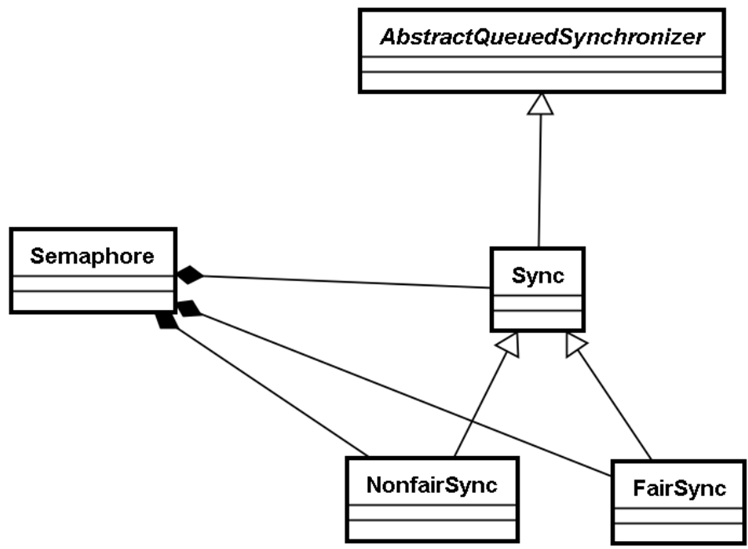 AbstractQueuedSynchronizer
Semaphore
Sync
NonfairSync
FairSync